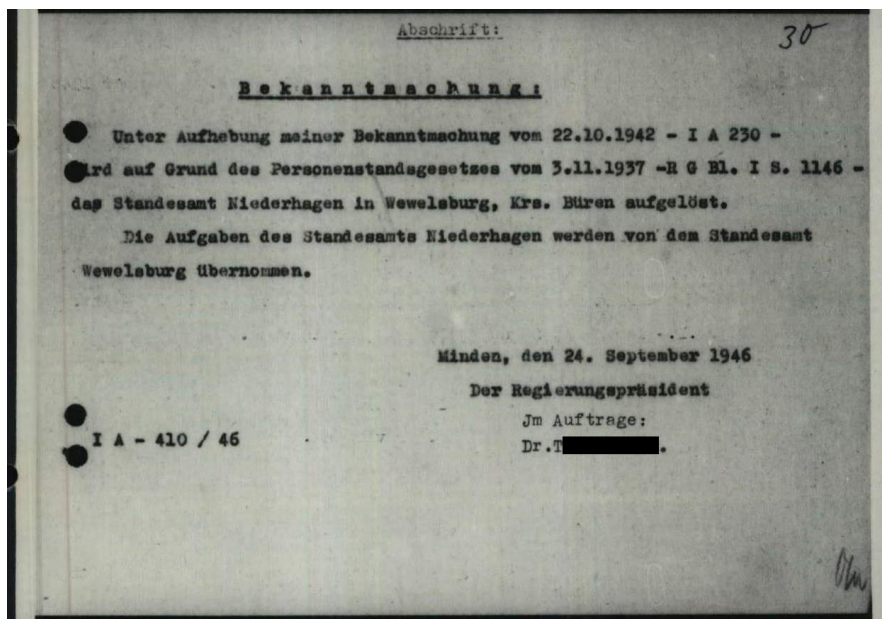 Abschrift:
30
Bekanntmachung:
Unter Aufhebung meiner Bekanntmachung vom 22.10.1942 - I A 230 -
wird auf Grund des Personenstandsgesetzes vom 3.11.1937 -R G Bl. I S. 1146 -
das Standesamt Niederhagen in Wewelsburg, Krs. Büren aufgelöst.
Die Aufgaben des Standesamts Niederhagen werden von dem Standesamt
Wewelsburg übernommen.
Minden, den 24. September 1946
Der Regierungspräsident
Jm Auftrage:
I A - 410 / 46
Dr.T